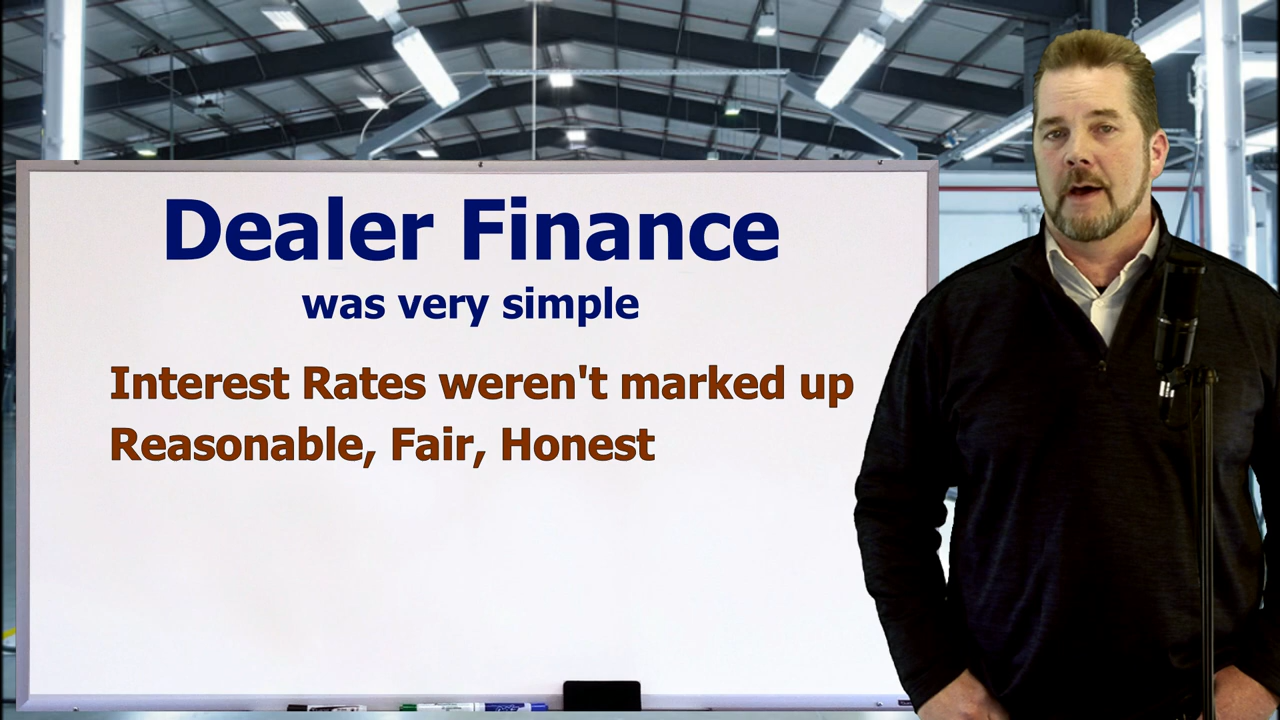 Dealer Finance
was very simple
Interest Rates weren't marked up
Reasonable, Fair, Honest